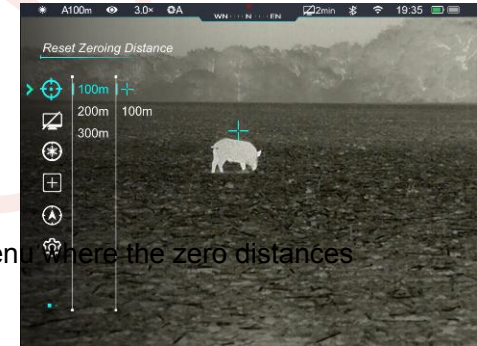 A100m 3.0× A WN N EN 2min 19:35
Reset Zeroing Distance
100m
200m 100m
300m
enu where the zero distances